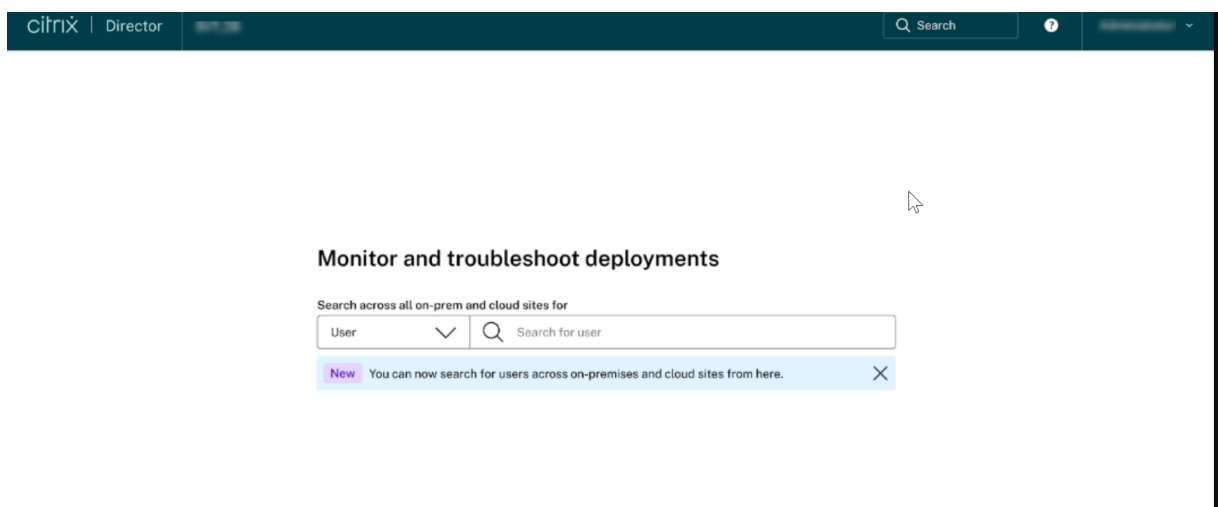 citrix | Director
Search
?
Monitor and troubleshoot deployments
Search across all on-prem and cloud sites for
User
Search for user
New You can now search for users across on-premises and cloud sites from here.